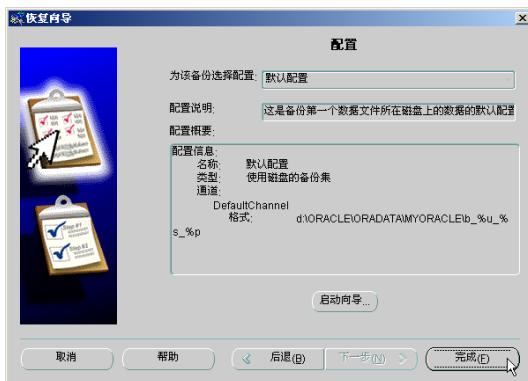 恢复向导
配置
为该备份选择配置: 默认配置
配置说明: 这是备份第一个数据文件所在磁盘上的数据的默认配置
配置概要:
配置信息:
名称: 默认配置
类型: 使用磁盘的备份集
通道:
DefaultChannel
格式: d:\ORACLE\ORADATA\MYORACLE\b_%u_%
s_%p
启动向导...
取消 帮助 后退(B) 下一步(N) 完成(F)
Step #1
Step #2